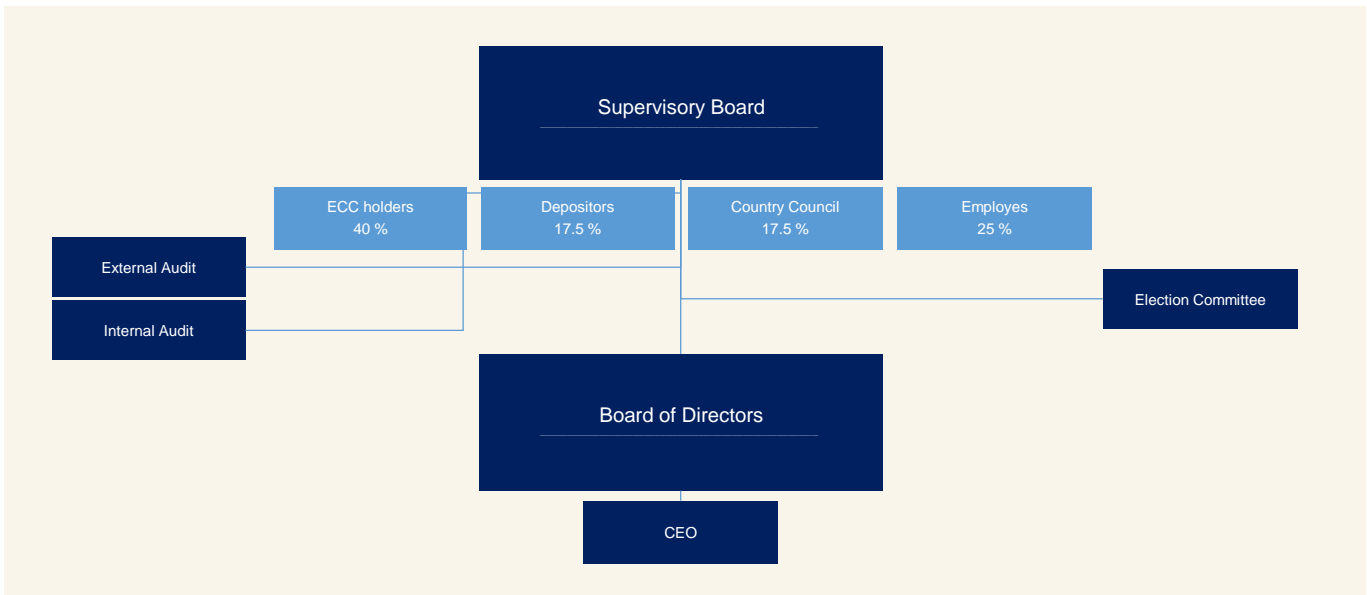 Supervisory Board
ECC holders
40 %
Depositors
17.5 %
Country Council
17.5 %
Employes
25 %
External Audit
Internal Audit
Election Committee
Board of Directors
CEO